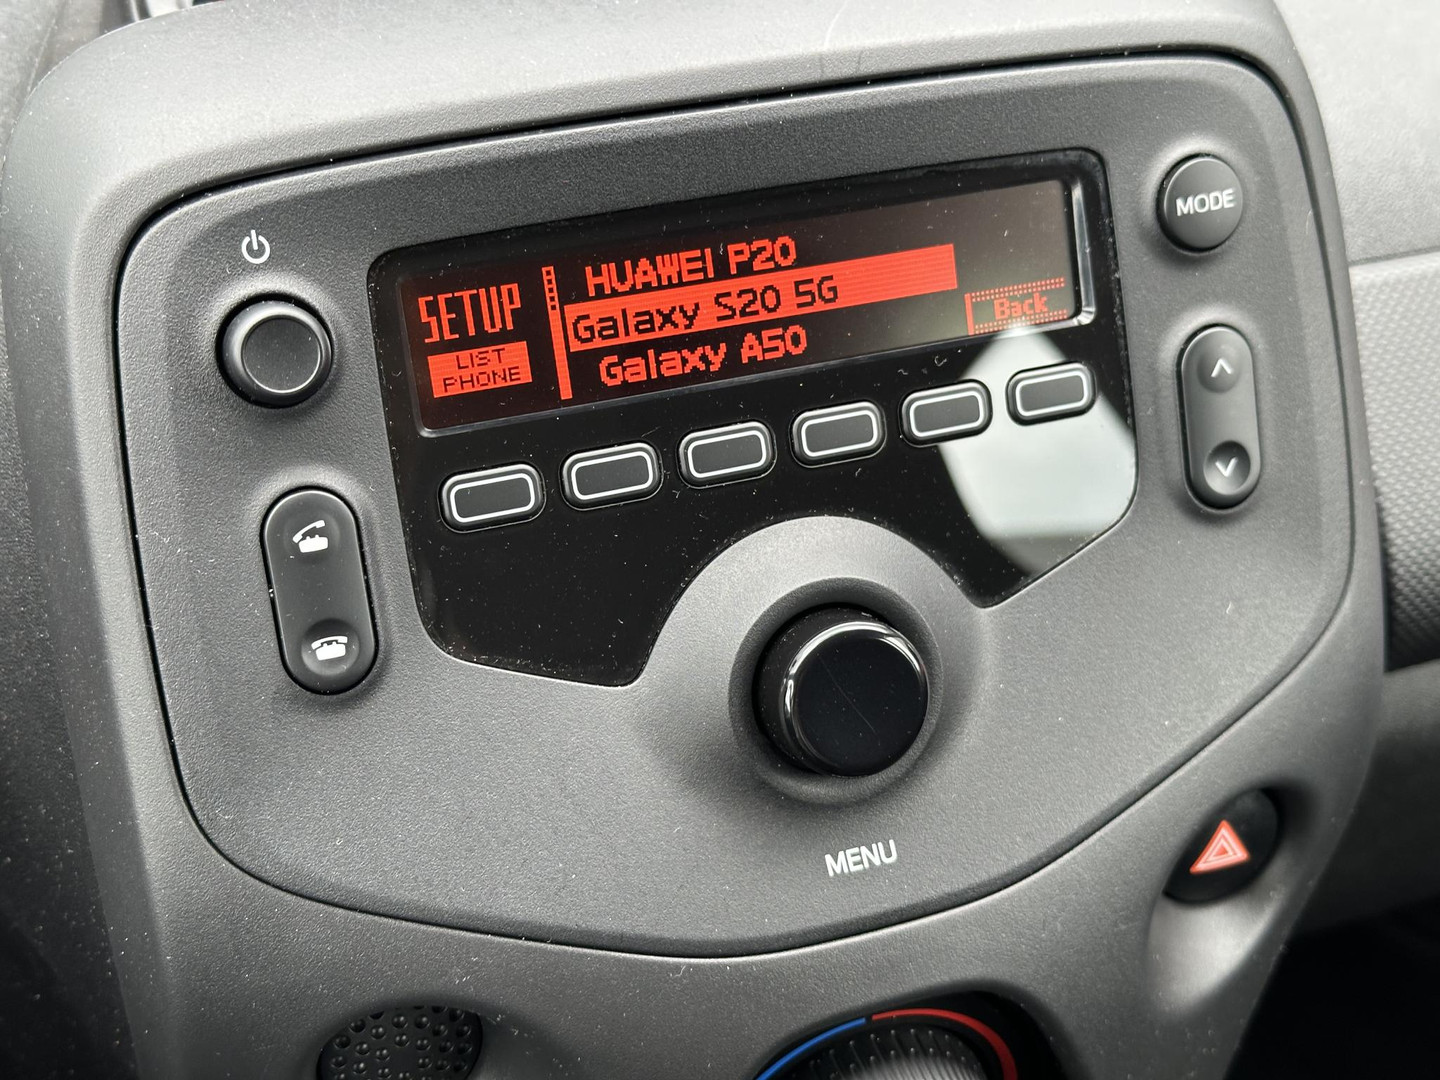 MODE
HUAWEI P20
SETUP
Galaxy S20 5G
Back
LIST
PHONE
Galaxy A50
MENU